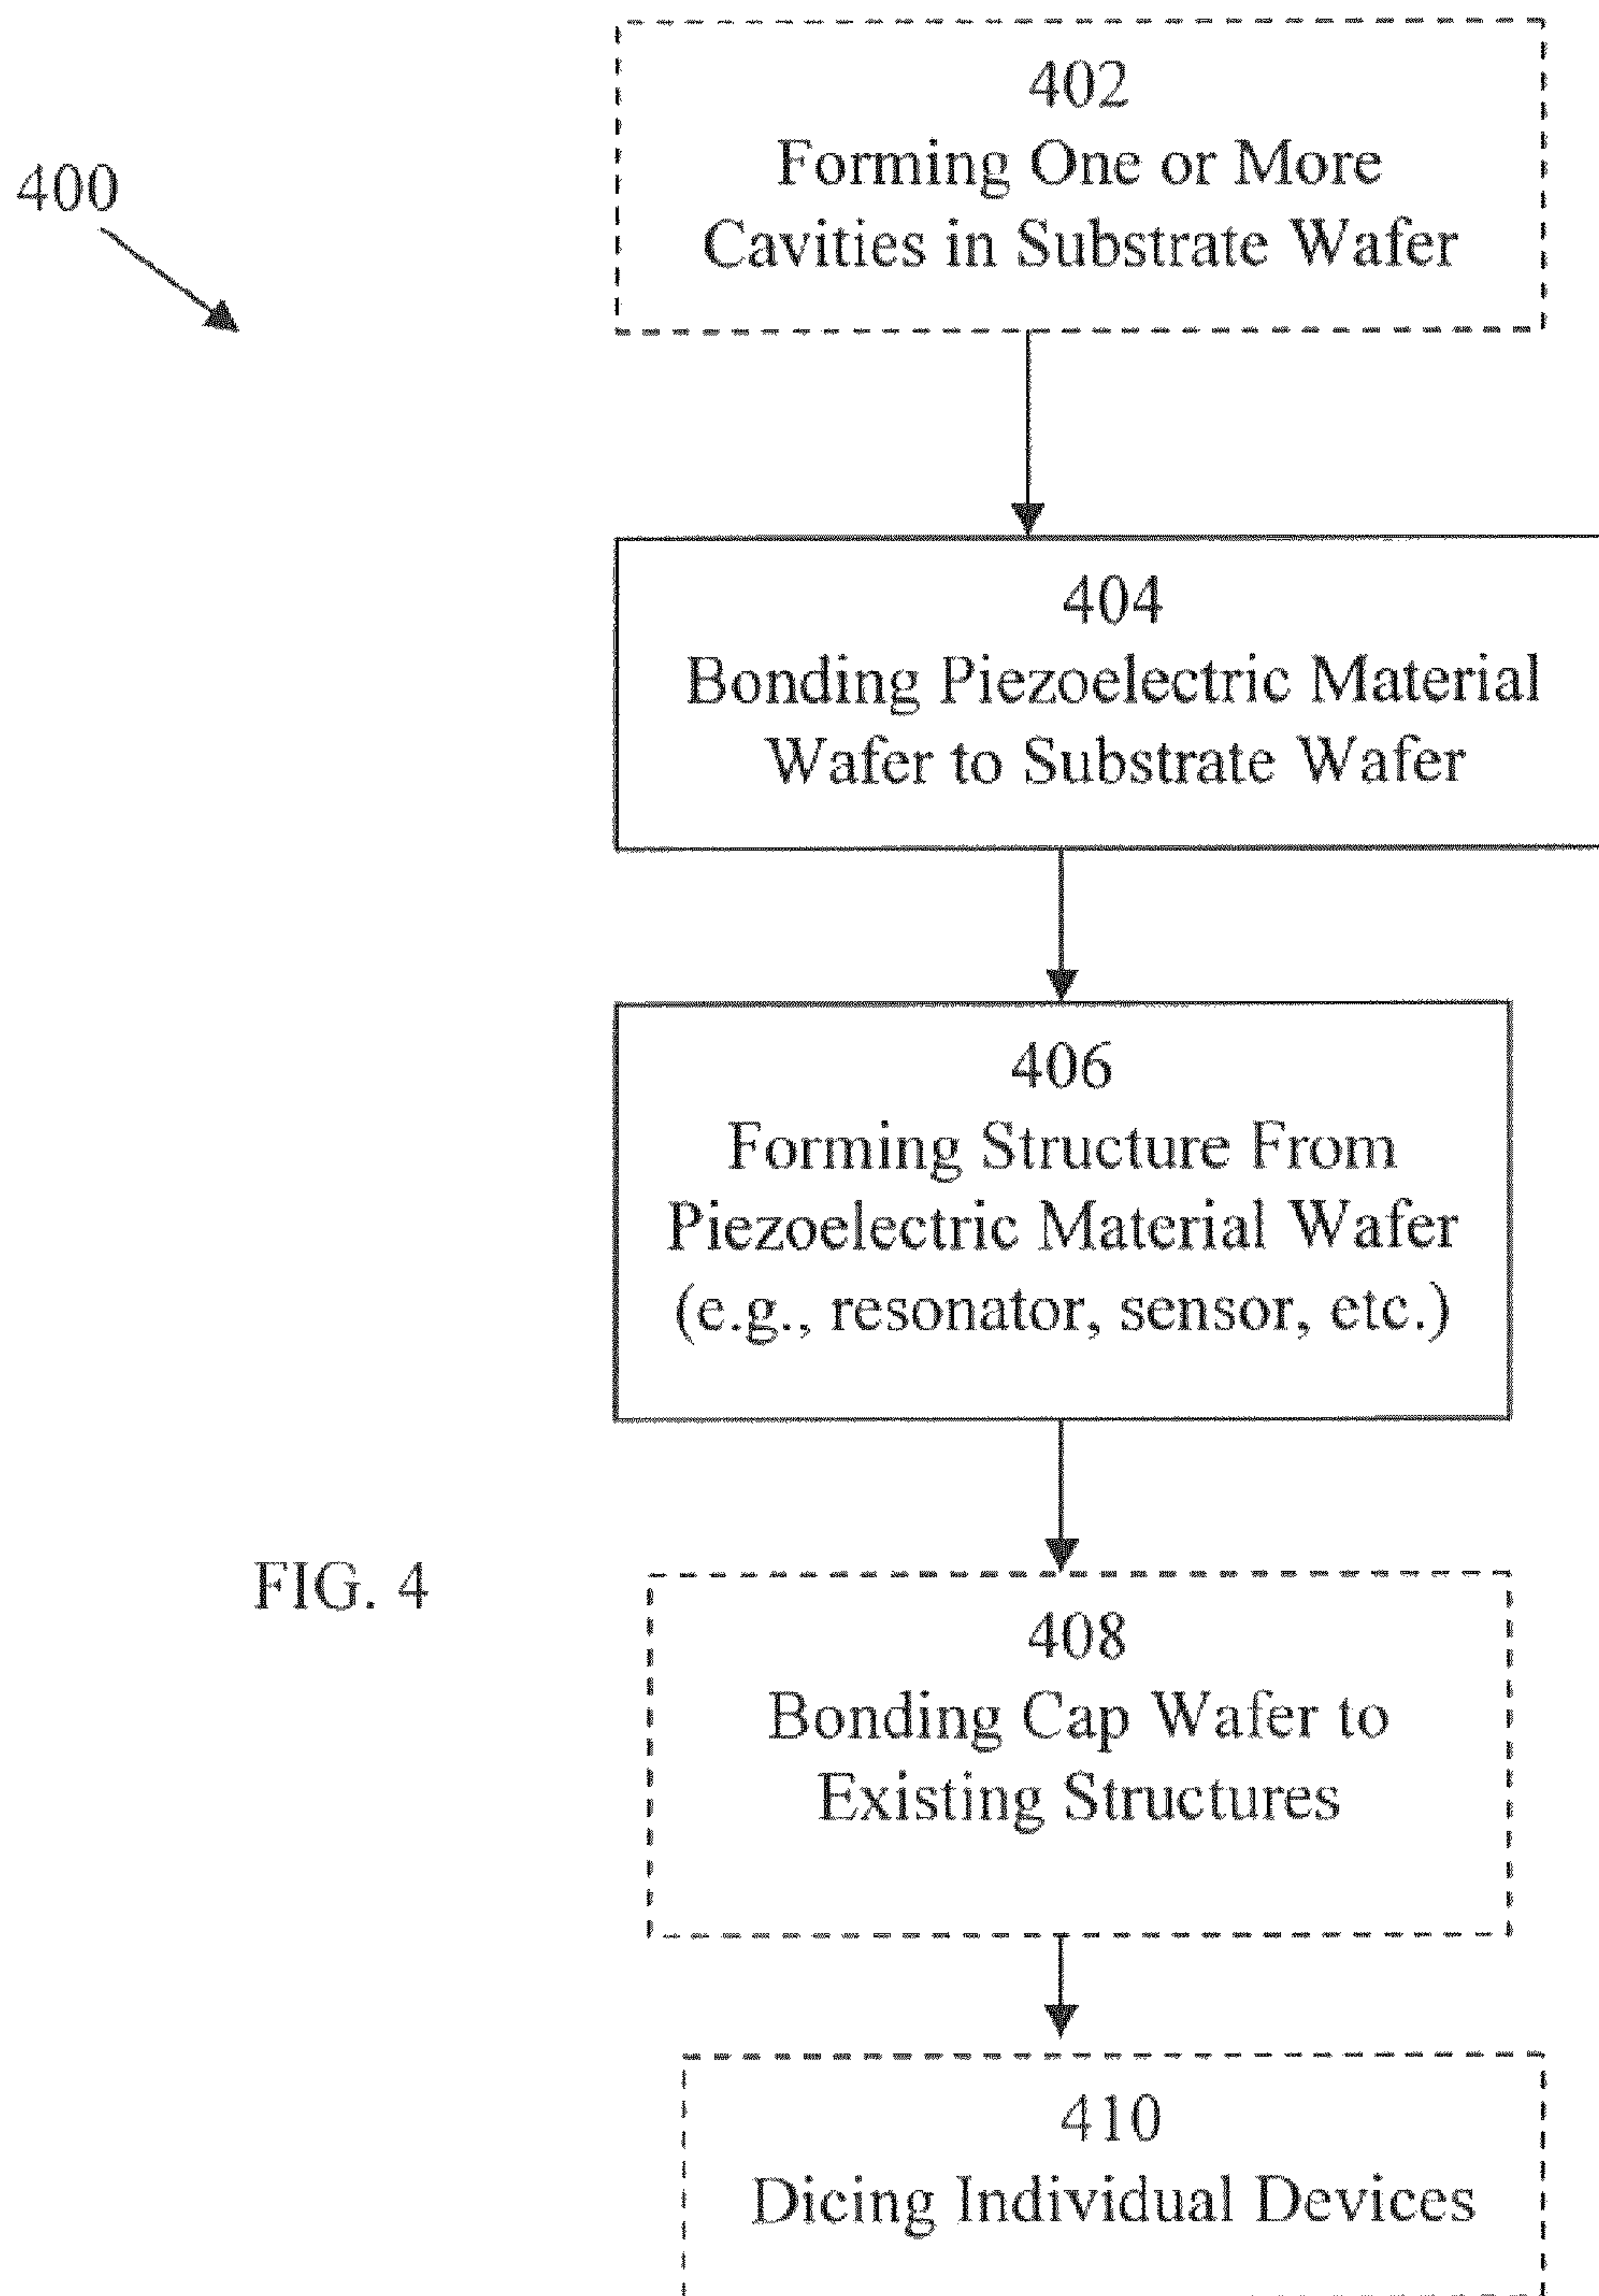 400
402
Forming One or More
Cavities in Substrate Wafer
404
Bonding Piezoelectric Material
Wafer to Substrate Wafer
406
Forming Structure From
Piezoelectric Material Wafer
(e.g., resonator, sensor, etc.)
FIG. 4
408
Bonding Cap Wafer to
Existing Structures
410
Dicing Individual Devices